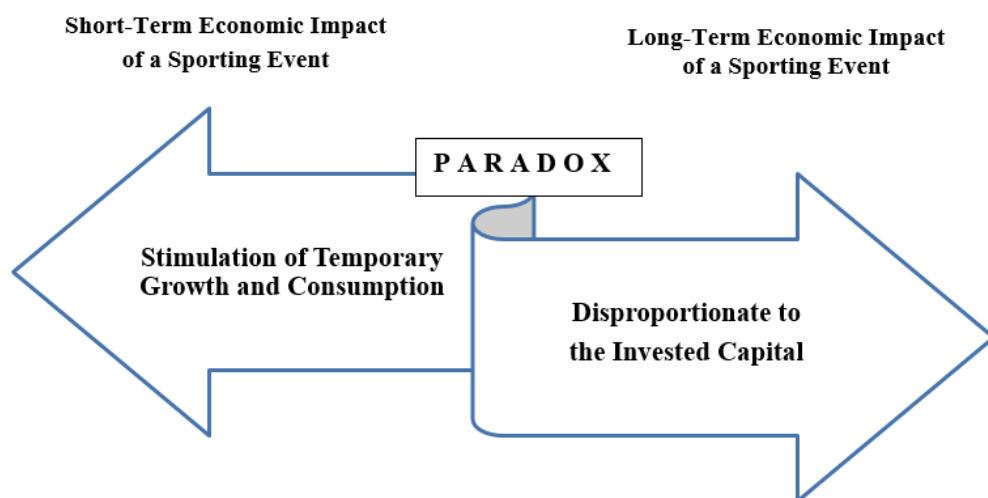 Short-Term Economic Impact
of a Sporting Event
Long-Term Economic Impact
of a Sporting Event
P A R A D O X
Stimulation of Temporary
Growth and Consumption
Disproportionate to
the Invested Capital